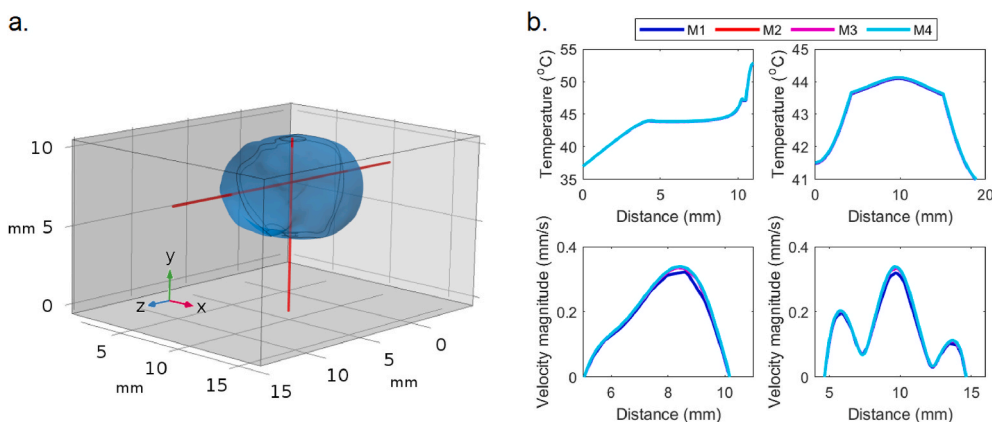 a.
10
mm 5
0
y
z
x
5
10
15
mm
15
10
5
0
mm
b.
M1 M2 M3 M4
Temperature (°C)
55
50
45
40
35
0 5 10
Distance (mm)
Temperature (°C)
45
44
43
42
41
0 10 20
Distance (mm)
Velocity magnitude (mm/s)
0.4
0.2
0
6 8 10
Distance (mm)
Velocity magnitude (mm/s)
0.4
0.2
0
5 10 15
Distance (mm)